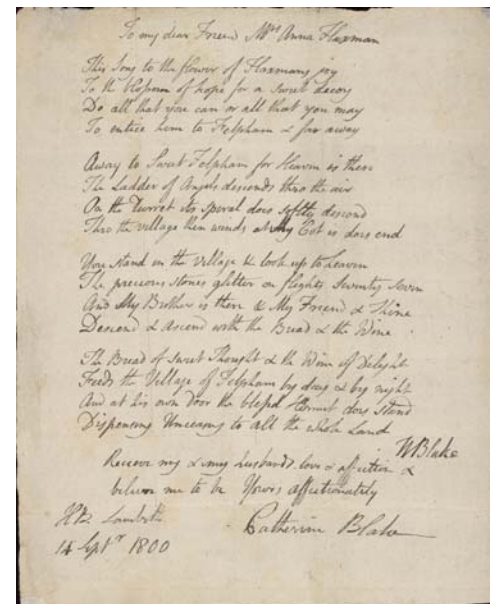 To my dear Friend Mrs Anna Flaxman
This Song to the flower of Flaxmans joy
To the blossom of hope for a sweet decoy
Do all that you can or all that you may
To entice him to Felpham & far away
Away to Sweet Felpham for Heaven is there
The Ladder of Angels descends thro the air
On the Turret its spiral does softly descend
Thro the village then winds at My Cot is does end
You stand in the village & look up to heaven
The precious stones glitter on flights seventy seven
And My Brother is there & My Friend & Thine
Descend & ascend with the Bread & the Wine
The Bread of sweet Thought & the Wine of Delight
Feeds the Village of Felpham by day & by night
And at his own door the blessd Hermit does stand
Dispensing Unceasing to all the whole Land
W Blake
Receive my & my husbands love & affection &
believe me to be Yours affectionately
Catherine Blake
H B. Lambeth
14 Septr 1800